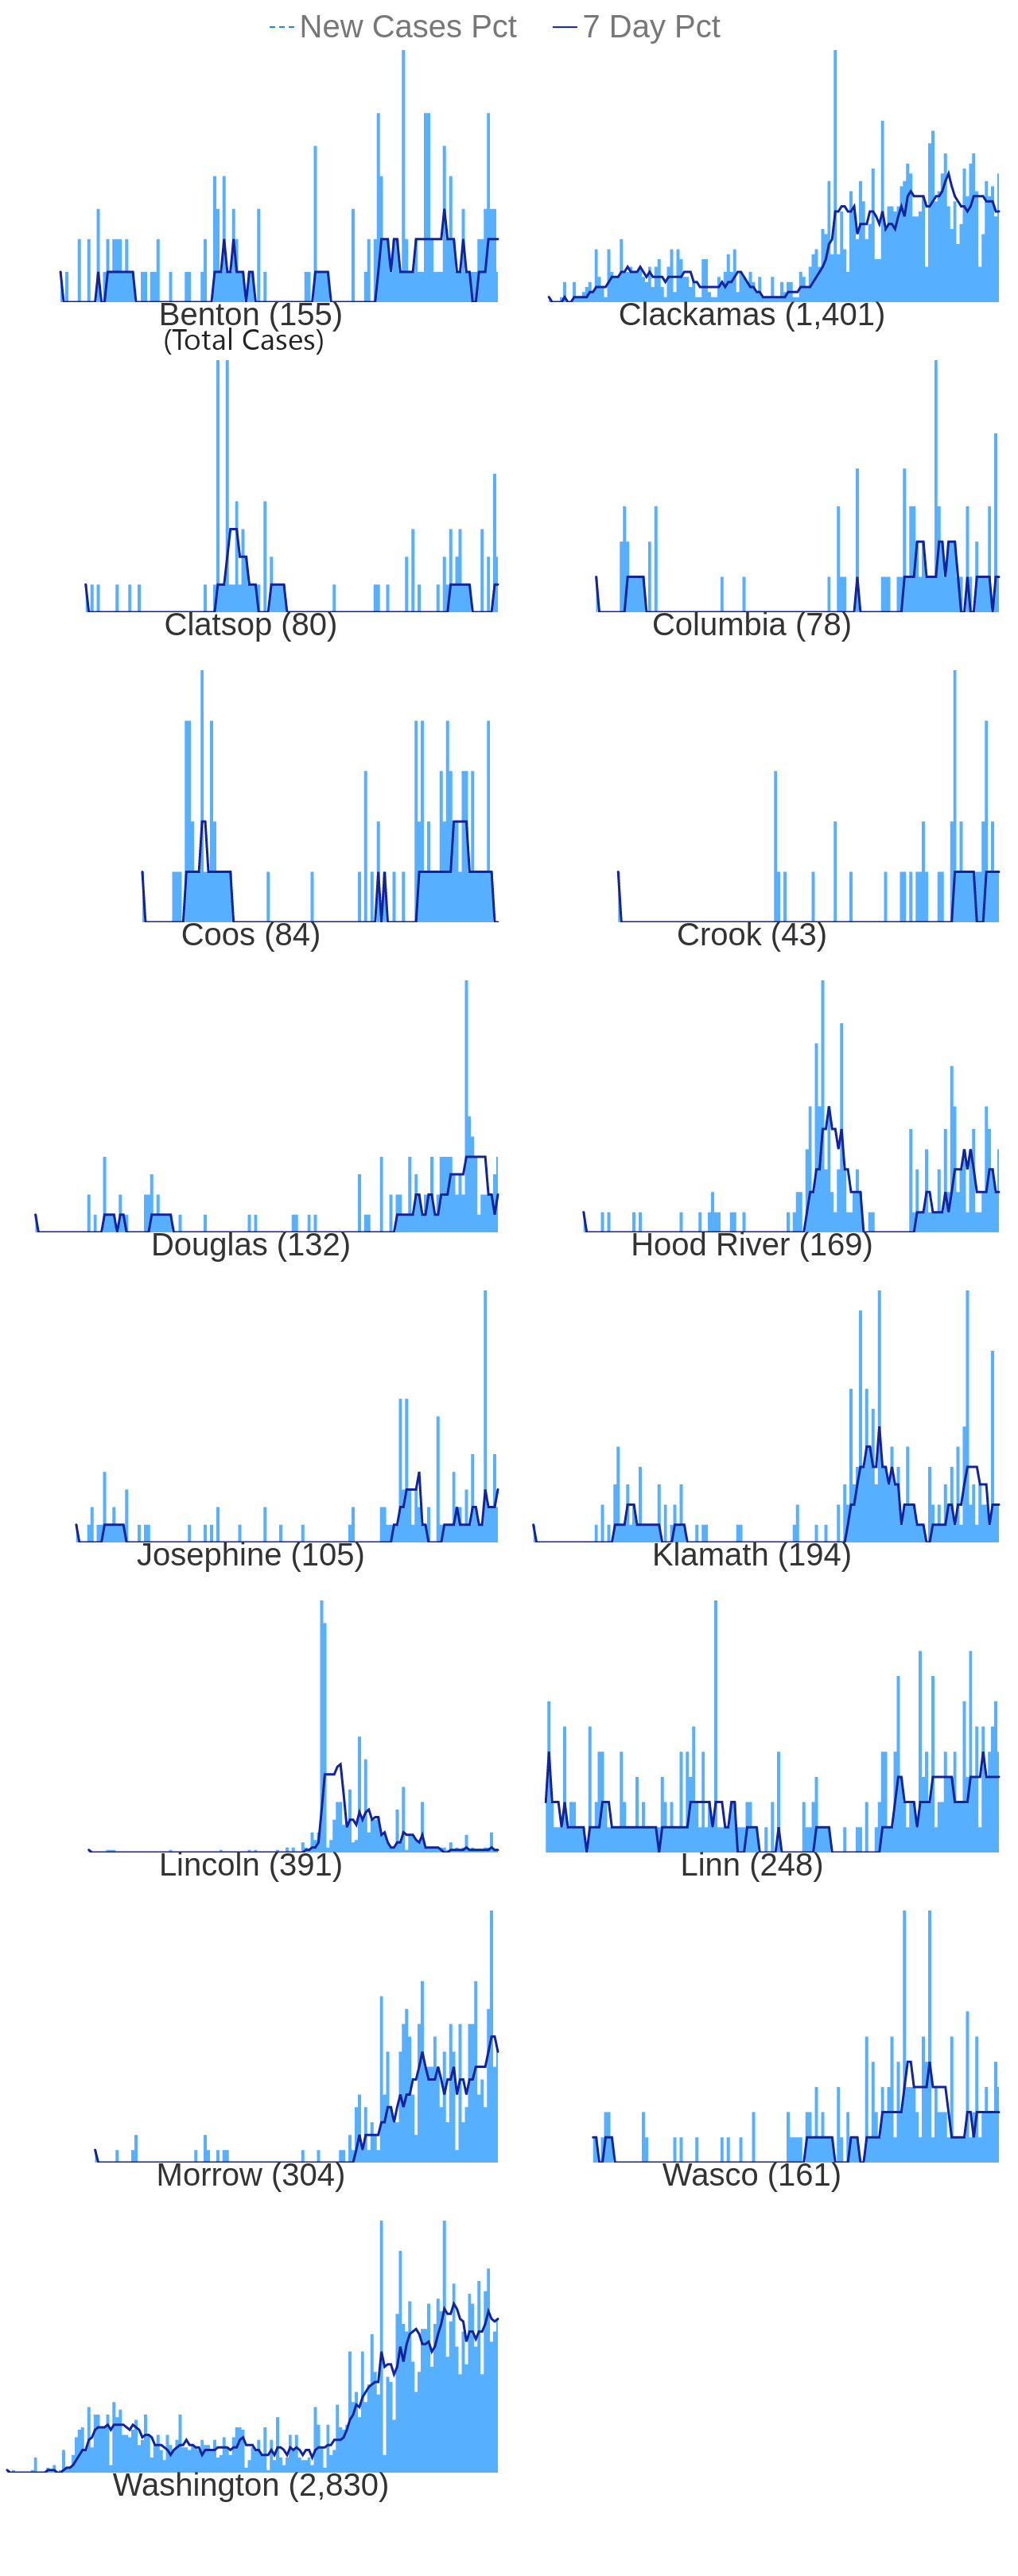 New Cases Pct 7 Day Pct
Benton (155) Clackamas (1,401)
(Total Cases)
Clatsop (80) Columbia (78)
Coos (84) Crook (43)
Douglas (132) Hood River (169)
Josephine (105) Klamath (194)
Lincoln (391) Linn (248)
Morrow (304) Wasco (161)
Washington (2,830)